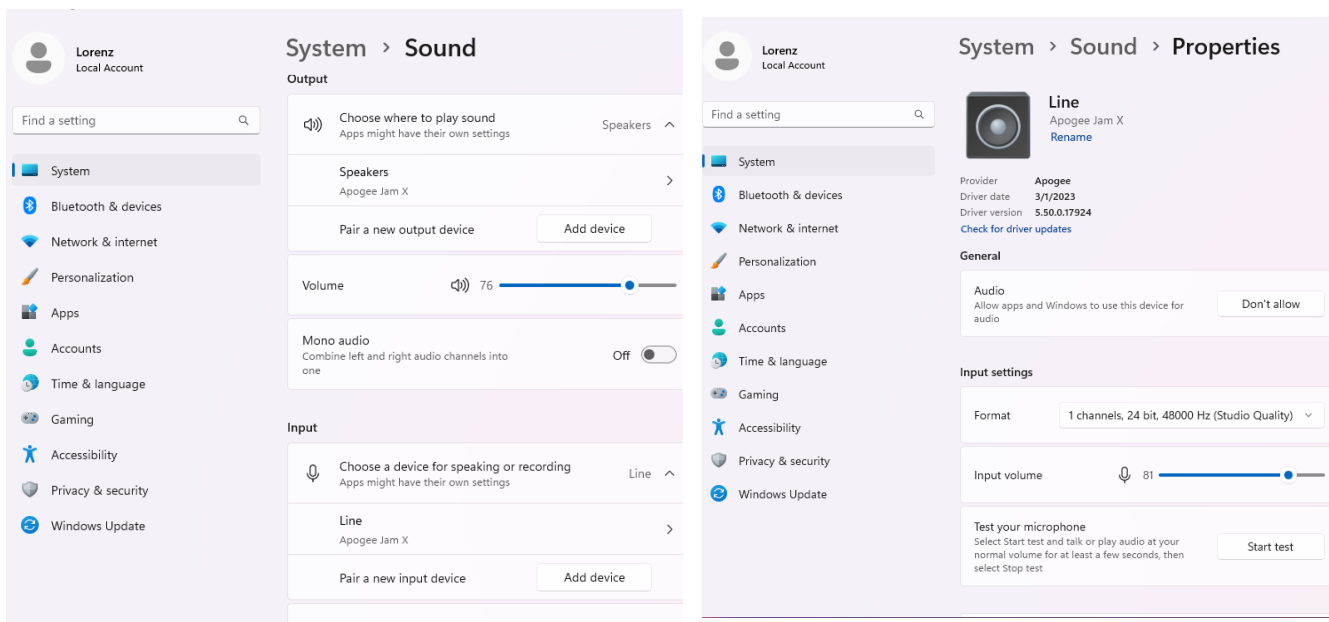 Lorenz
Local Account
Find a setting
System
Bluetooth & devices
Network & internet
Personalization
Apps
Accounts
Time & language
Gaming
Accessibility
Privacy & security
Windows Update
System > Sound
Output
Choose where to play sound
Apps might have their own settings
Speakers
Speakers
Apogee Jam X
Pair a new output device
Add device
Volume
76
Mono audio
Combine left and right audio channels into
one
Off
Input
Choose a device for speaking or recording
Apps might have their own settings
Line
Line
Apogee Jam X
Pair a new input device
Add device
Lorenz
Local Account
Find a setting
System
Bluetooth & devices
Network & internet
Personalization
Apps
Accounts
Time & language
Gaming
Accessibility
Privacy & security
Windows Update
System > Sound > Properties
Line
Apogee Jam X
Rename
Provider Apogee
Driver date 3/1/2023
Driver version 5.50.0.17924
Check for driver updates
General
Audio
Allow apps and Windows to use this device for
audio
Don't allow
Input settings
Format
1 channels, 24 bit, 48000 Hz (Studio Quality)
Input volume
81
Test your microphone
Select Start test and talk or play audio at your
normal volume for at least a few seconds, then
select Stop test
Start test